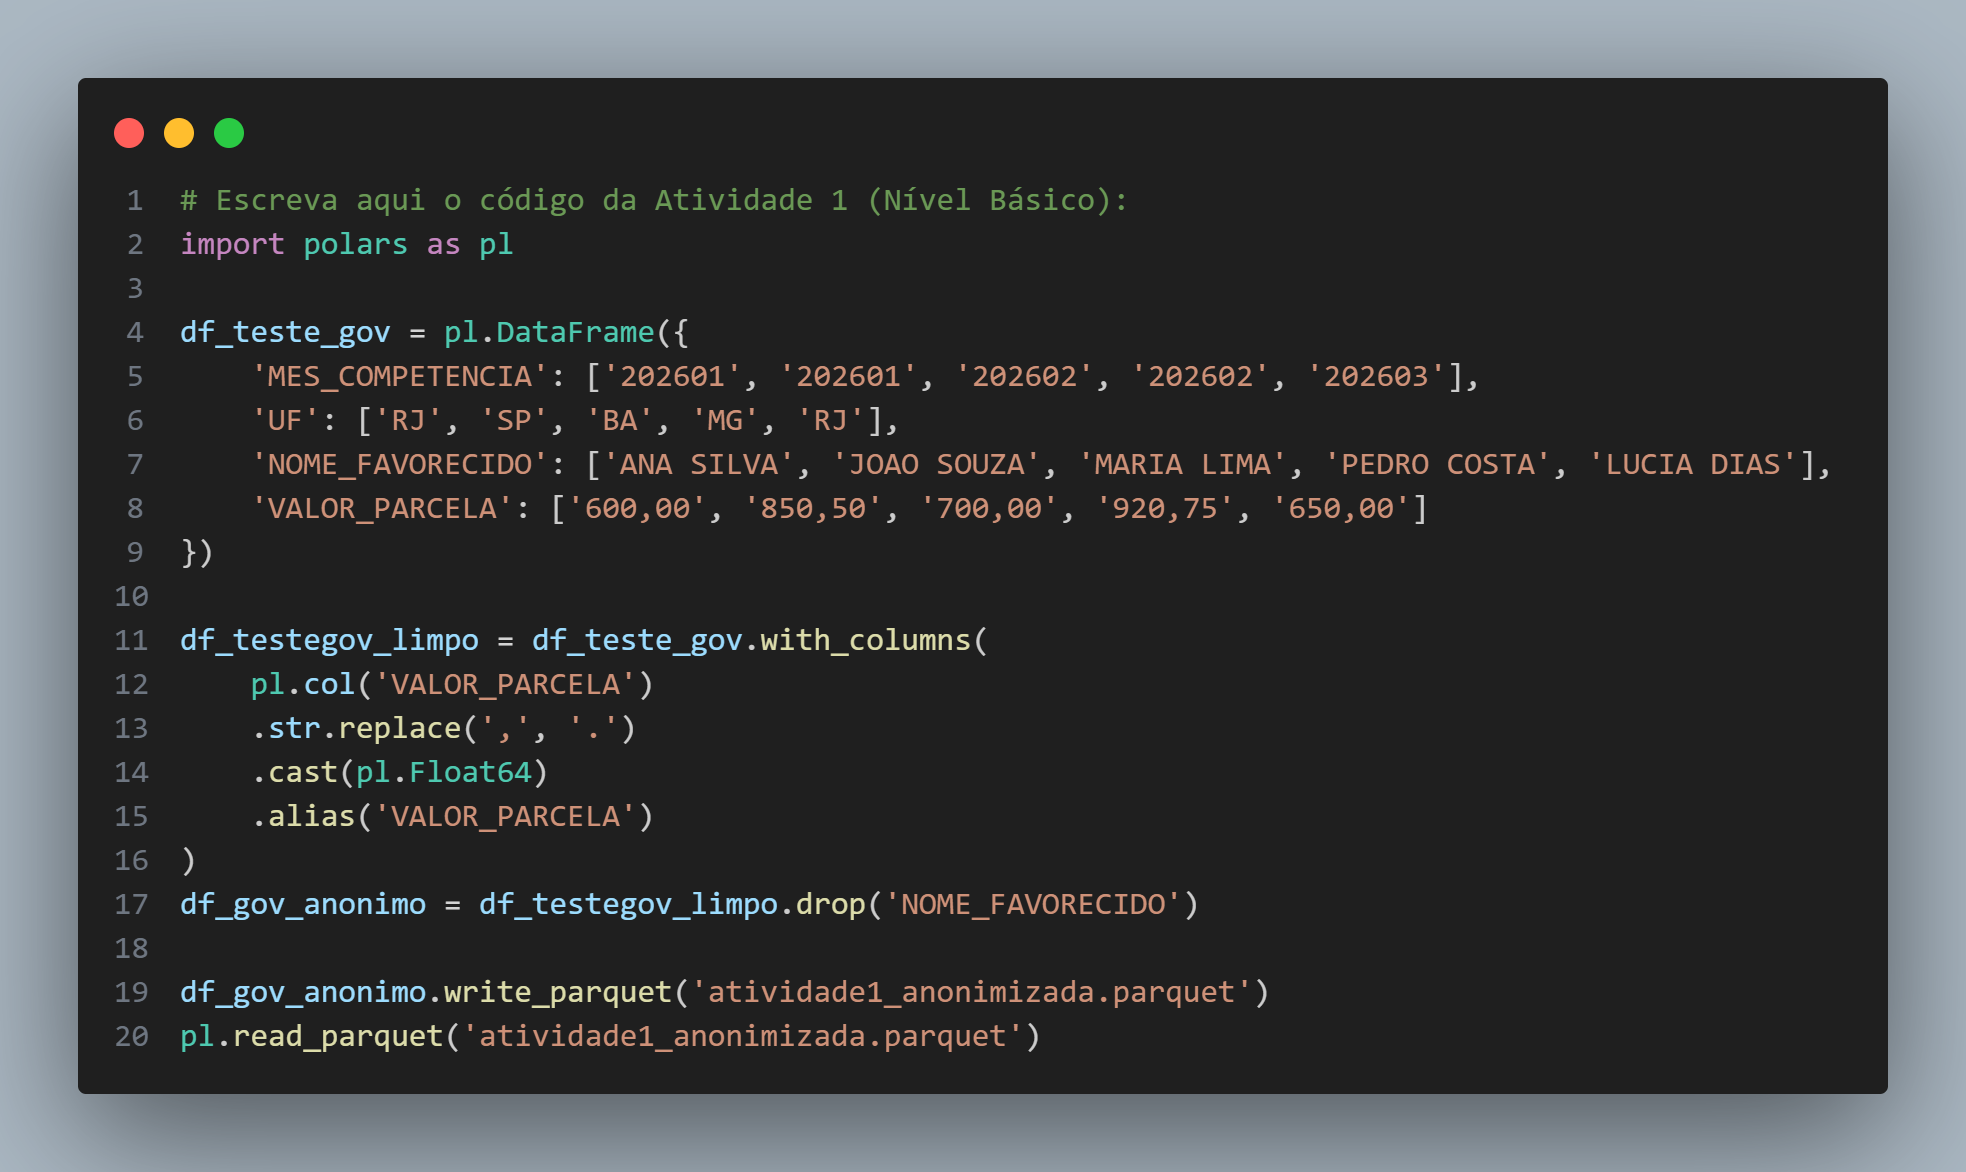 1 # Escreva aqui o código da Atividade 1 (Nível Básico):
2 import polars as pl
3
4 df_teste_gov = pl.DataFrame({
5     'MES_COMPETENCIA': ['202601', '202601', '202602', '202602', '202603'],
6     'UF': ['RJ', 'SP', 'BA', 'MG', 'RJ'],
7     'NOME_FAVORECIDO': ['ANA SILVA', 'JOAO SOUZA', 'MARIA LIMA', 'PEDRO COSTA', 'LUCIA DIAS'],
8     'VALOR_PARCELA': ['600,00', '850,50', '700,00', '920,75', '650,00']
9 })
10
11 df_testegov_limpo = df_teste_gov.with_columns(
12     pl.col('VALOR_PARCELA')
13     .str.replace(',', '.')
14     .cast(pl.Float64)
15     .alias('VALOR_PARCELA')
16 )
17 df_gov_anonimo = df_testegov_limpo.drop('NOME_FAVORECIDO')
18
19 df_gov_anonimo.write_parquet('atividade1_anonimizada.parquet')
20 pl.read_parquet('atividade1_anonimizada.parquet')